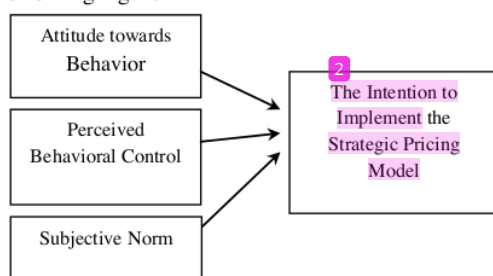 Attitude towards
Behavior
2
The Intention to
Implement the
Strategic Pricing
Model
Perceived
Behavioral Control
Subjective Norm